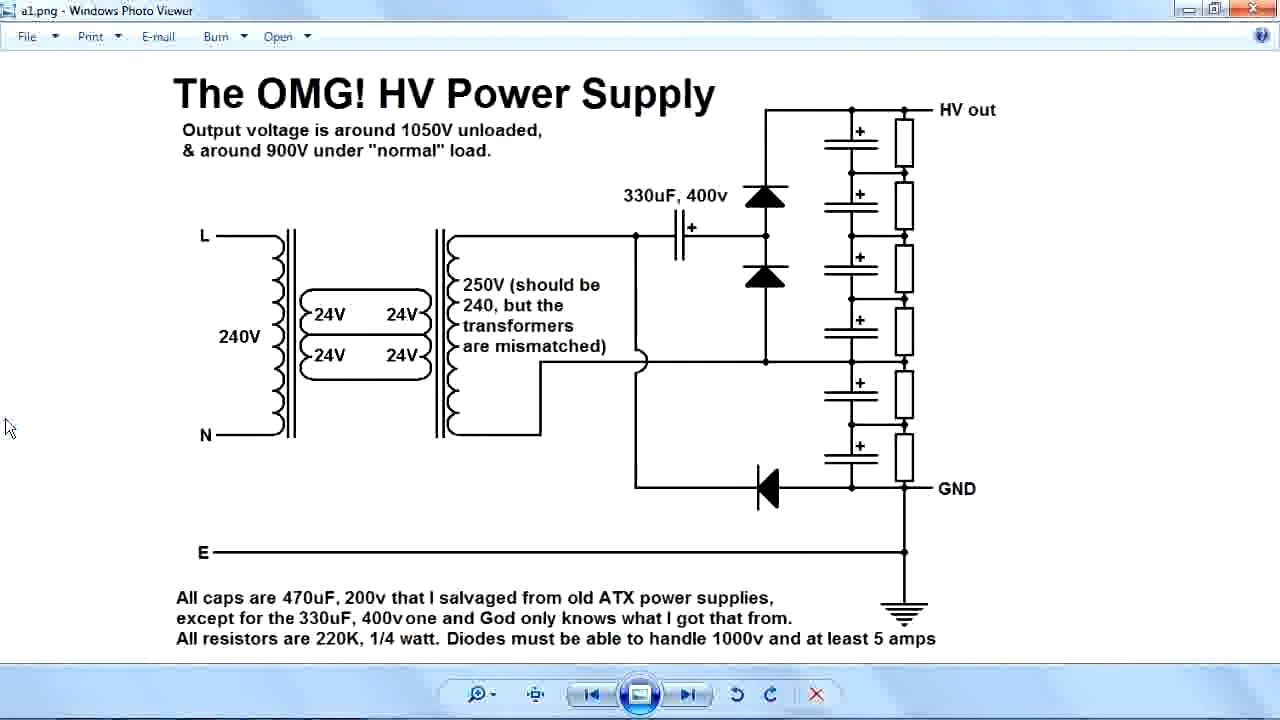 a1.png - Windows Photo Viewer
File Print E-mail Burn Open
The OMG! HV Power Supply
Output voltage is around 1050V unloaded,
& around 900V under "normal" load.
HV out
330uF, 400v
+
+
+
+
+
+
+
L
240V
N
24V 24V
24V 24V
250V (should be
240, but the
transformers
are mismatched)
GND
E
All caps are 470uF, 200v that I salvaged from old ATX power supplies,
except for the 330uF, 400v one and God only knows what I got that from.
All resistors are 220K, 1/4 watt. Diodes must be able to handle 1000v and at least 5 amps